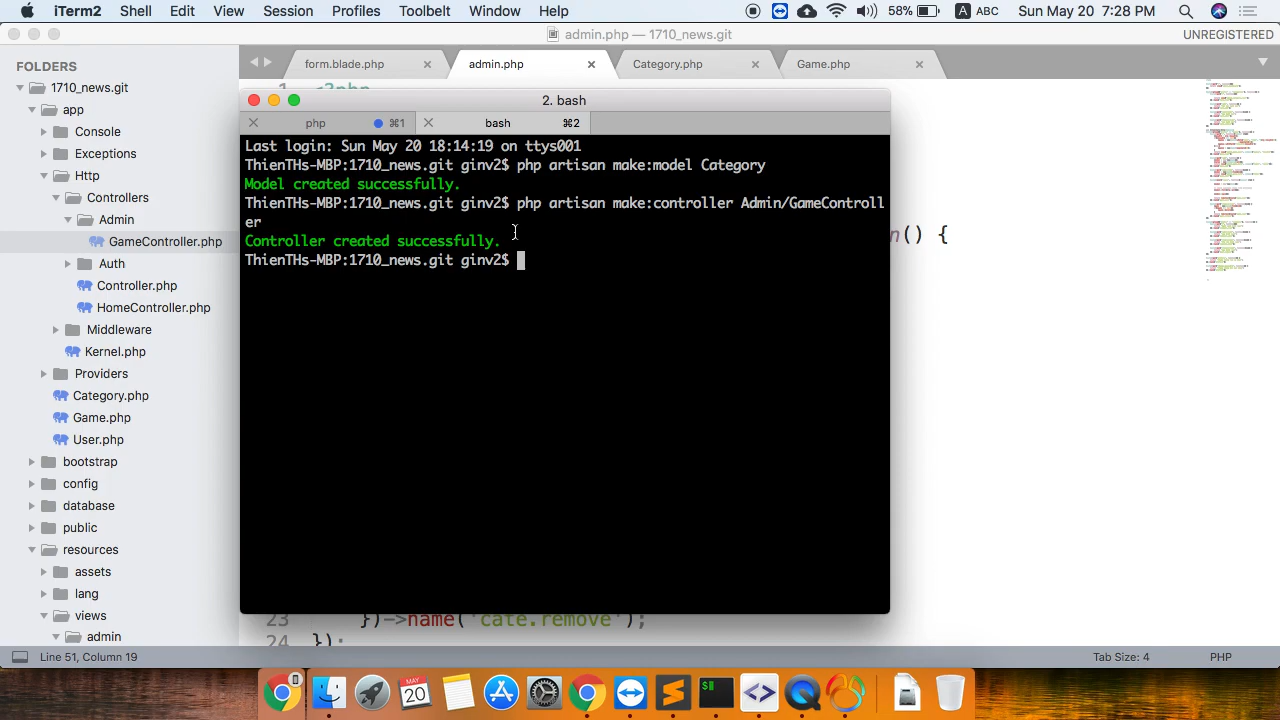 iTerm2 Shell Edit View Session Profiles Toolbelt Window Help 58% A ABC Sun May 20 7:28 PM
admin.php — 1710_news.git UNREGISTERED
FOLDERS
1710_news.git
app
Console
Exceptions
Http
Controllers
Admin
GameController.php
Controller.php
HomeController.php
Middleware
Kernel.php
Providers
Category.php
Game.php
User.php
bootstrap
config
database
public
resources
assets
lang
views
admin
form.blade.php admin.php Category.php Game.php
1 <?php
2. bash
php ⌘1 bash ⌘2
Last login: Sun May 20 18:14:19 on ttys001
ThienTHs-MBP:1710_news.git ginv2$ php artisan make:model Category
Model created successfully.
ThienTHs-MBP:1710_news.git ginv2$ php artisan make:controller Admin/GameControll
er
Controller created successfully.
ThienTHs-MBP:1710_news.git ginv2$
n() {
23 })->name('cate.remove');
24 });
Line 51, Column 19 Tab Size: 4 PHP
MAY
20
$